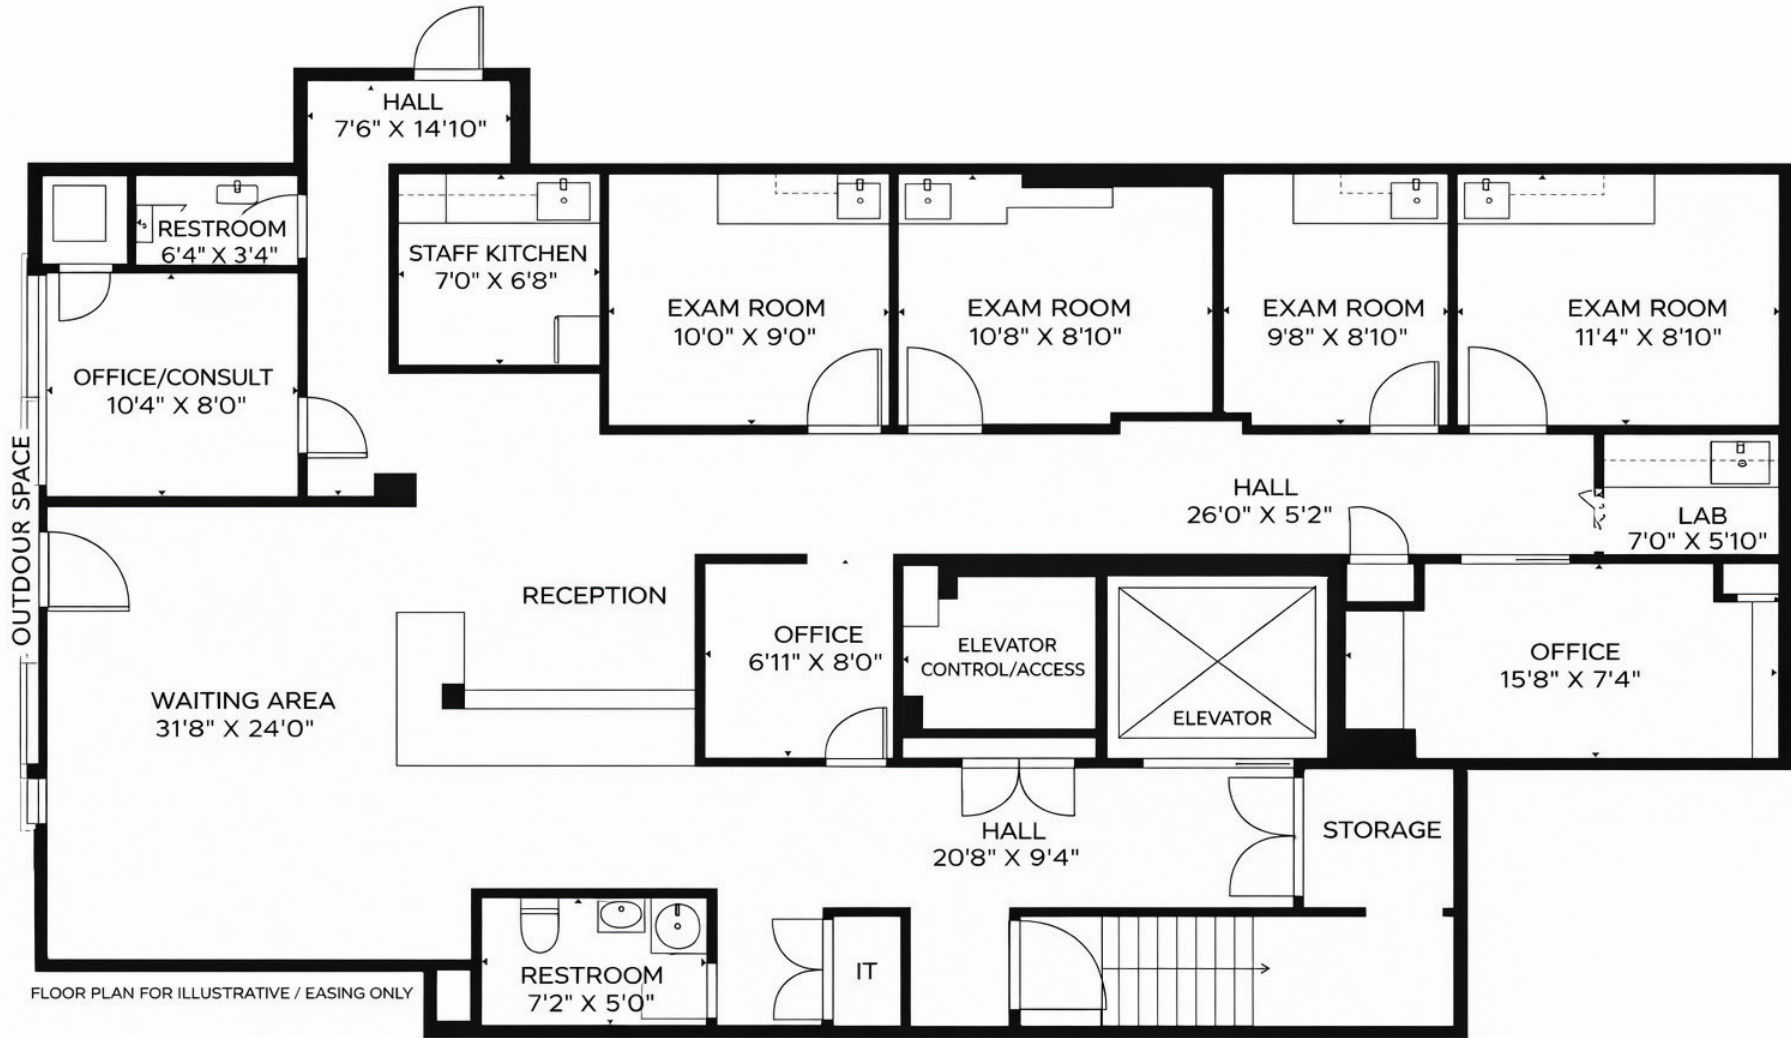 HALL
7'6" X 14'10"
RESTROOM
6'4" X 3'4"
STAFF KITCHEN
7'0" X 6'8"
EXAM ROOM
10'0" X 9'0"
EXAM ROOM
10'8" X 8'10"
EXAM ROOM
9'8" X 8'10"
EXAM ROOM
11'4" X 8'10"
OFFICE/CONSULT
10'4" X 8'0"
OUTDOUR SPACE
HALL
26'0" X 5'2"
LAB
7'0" X 5'10"
RECEPTION
OFFICE
6'11" X 8'0"
ELEVATOR
CONTROL/ACCESS
ELEVATOR
OFFICE
15'8" X 7'4"
WAITING AREA
31'8" X 24'0"
HALL
20'8" X 9'4"
STORAGE
RESTROOM
7'2" X 5'0"
IT
FLOOR PLAN FOR ILLUSTRATIVE / EASING ONLY